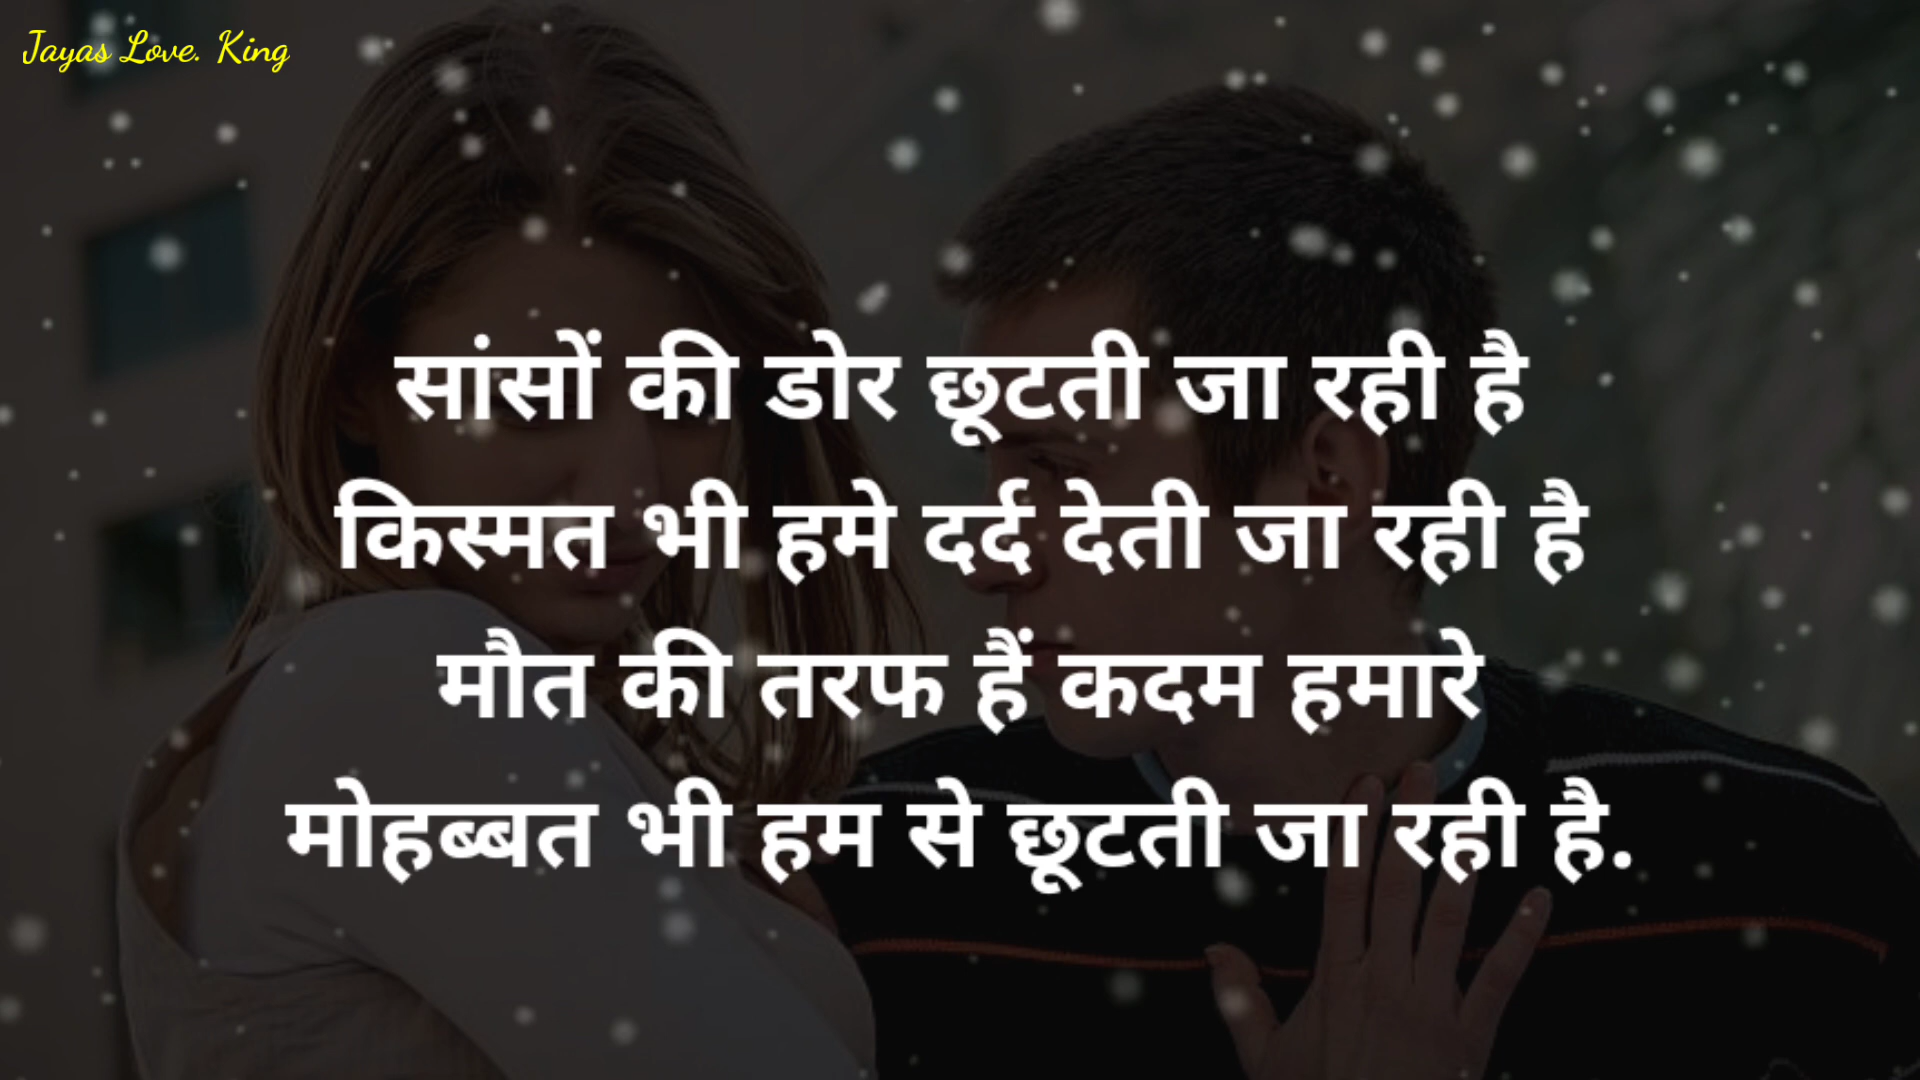 Jayas Love. King
सांसों की डोर छूटती जा रही है
किस्मत भी हमे दर्द देती जा रही है
मौत की तरफ हैं कदम हमारे
मोहब्बत भी हम से छूटती जा रही है.